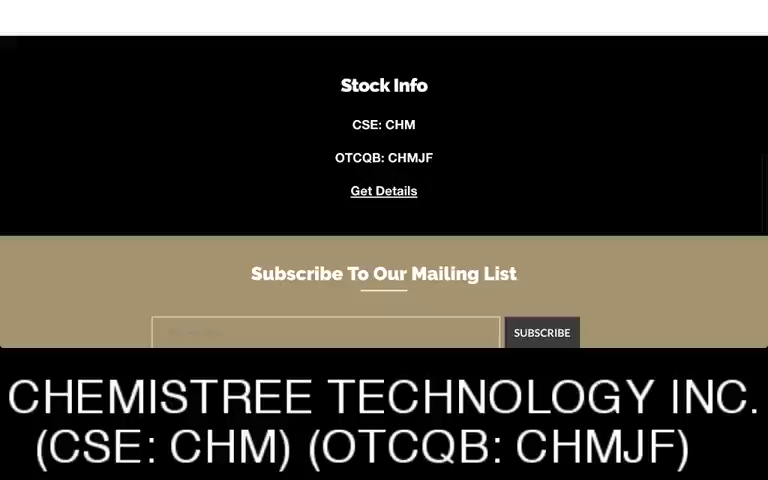 Stock Info
CSE: CHM
OTCQB: CHMJF
Get Details
Subscribe To Our Mailing List
SUBSCRIBE
CHEMISTREE TECHNOLOGY INC.
(CSE: CHM) (OTCQB: CHMJF)